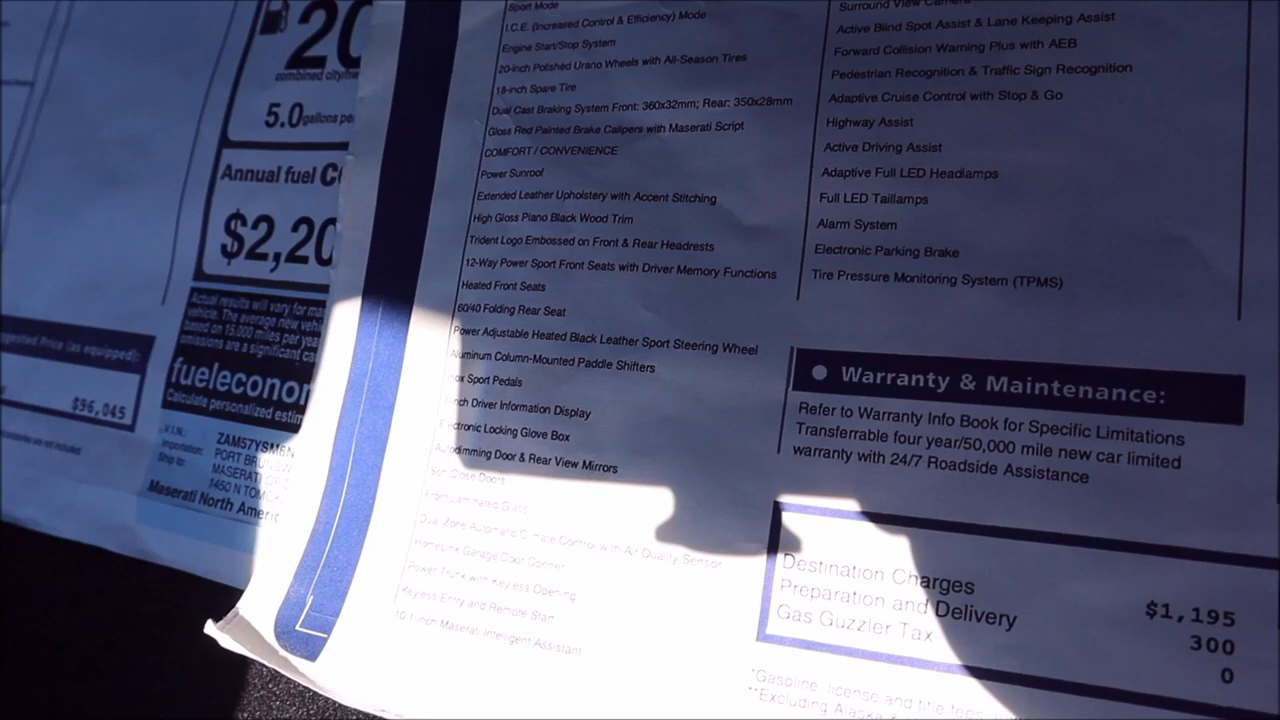 20
combined city/hw
5.0 gallons pe
Annual fuel C
$2,20
Actual results will vary for ma
vehicle. The average new vehi
based on 15,000 miles per yea
emissions are a significant ca
fueleconor
Calculate personalized estim
Price (as equipped):
$96,045
V.I.N.: ZAM57YSM6N
Importation: PORT BRUNSW
Ship to: MASERATI OF
1450 N TOM
Maserati North Americ
Sport Mode
I.C.E. (Increased Control & Efficiency) Mode
Engine Start/Stop System
20-inch Polished Urano Wheels with All-Season Tires
18-inch Spare Tire
Dual Cast Braking System Front: 360x32mm; Rear: 350x28mm
Gloss Red Painted Brake Calipers with Maserati Script
COMFORT / CONVENIENCE
Power Sunroof
Extended Leather Upholstery with Accent Stitching
High Gloss Piano Black Wood Trim
Trident Logo Embossed on Front & Rear Headrests
12-Way Power Sport Front Seats with Driver Memory Functions
Heated Front Seats
60/40 Folding Rear Seat
Power Adjustable Heated Black Leather Sport Steering Wheel
Aluminum Column-Mounted Paddle Shifters
Inox Sport Pedals
inch Driver Information Display
Electronic Locking Glove Box
Autodimming Door & Rear View Mirrors
Soft Close Doors
Front Laminated Glass
Dual Zone Automatic Climate Control with Air Quality Sensor
HomeLink Garage Door Opener
Power Trunk with Keyless Opening
Keyless Entry and Remote Start
10.1 inch Maserati Intelligent Assistant
Surround View Camera
Active Blind Spot Assist & Lane Keeping Assist
Forward Collision Warning Plus with AEB
Pedestrian Recognition & Traffic Sign Recognition
Adaptive Cruise Control with Stop & Go
Highway Assist
Active Driving Assist
Adaptive Full LED Headlamps
Full LED Taillamps
Alarm System
Electronic Parking Brake
Tire Pressure Monitoring System (TPMS)
Warranty & Maintenance:
Refer to Warranty Info Book for Specific Limitations
Transferrable four year/50,000 mile new car limited
warranty with 24/7 Roadside Assistance
Destination Charges $1,195
Preparation and Delivery 300
Gas Guzzler Tax 0
*Gasoline, license and title fees,
**Excluding Alaska &